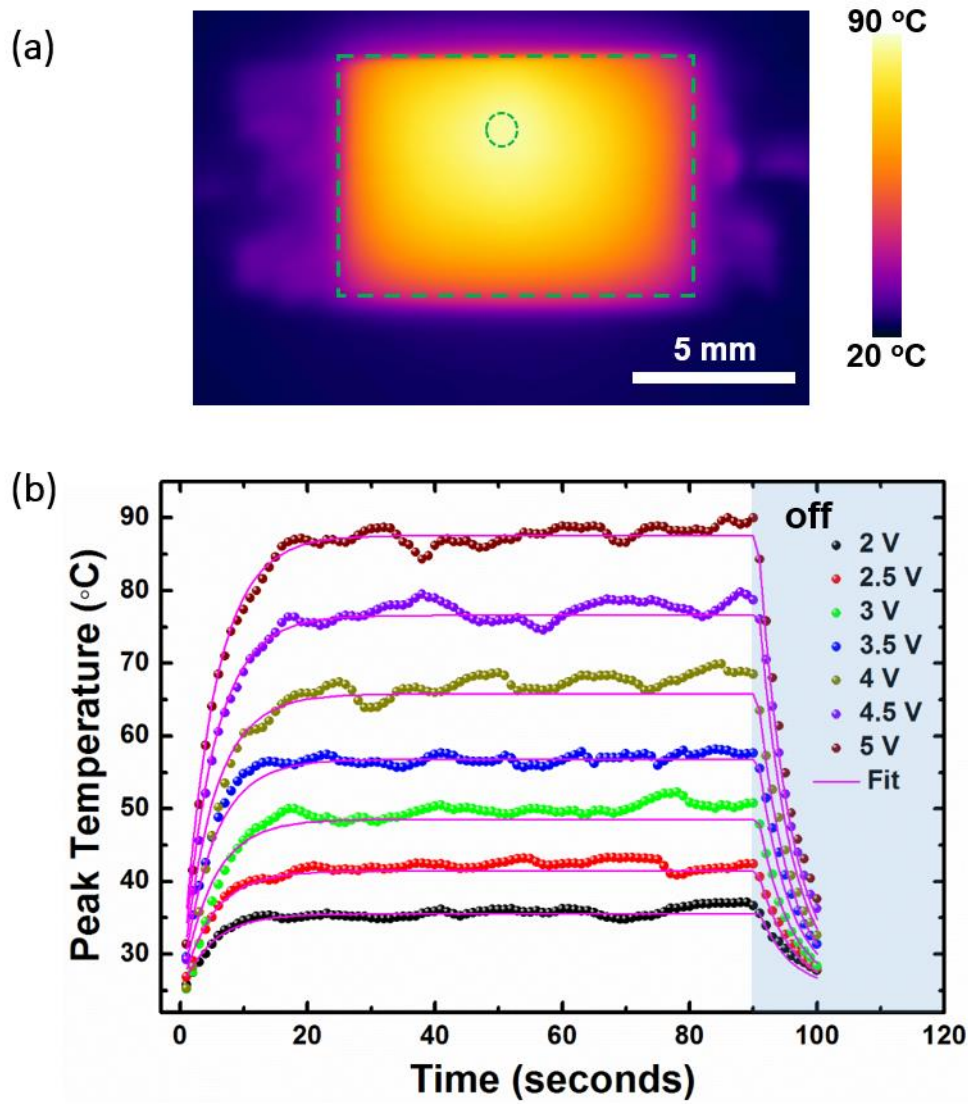 (a)
90 °C
20 °C
5 mm
(b)
Peak Temperature (◦C)
90
80
70
60
50
40
30
off
2 V
2.5 V
3 V
3.5 V
4 V
4.5 V
5 V
Fit
0 20 40 60 80 100 120
Time (seconds)